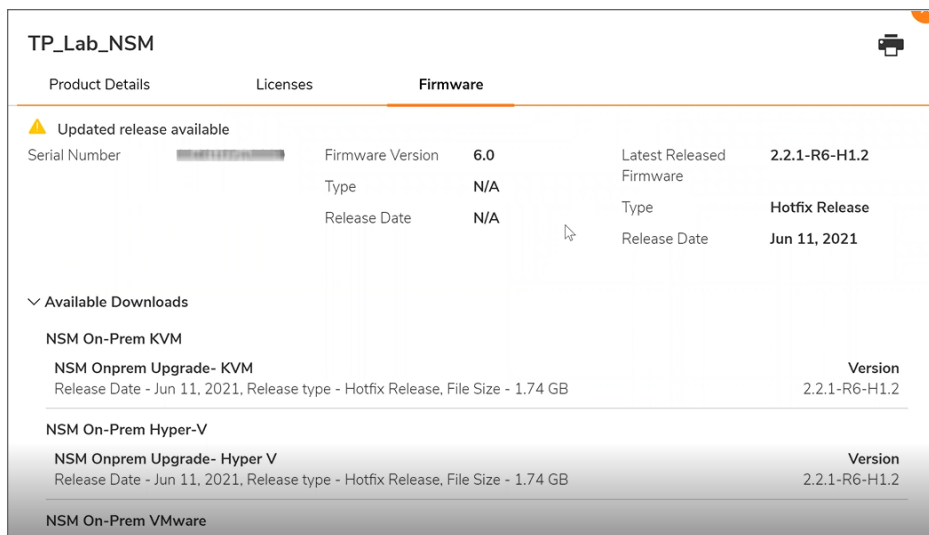 TP_Lab_NSM
Product Details Licenses Firmware
Updated release available
Serial Number Firmware Version 6.0 Latest Released Firmware 2.2.1-R6-H1.2
Type N/A Type Hotfix Release
Release Date N/A Release Date Jun 11, 2021
Available Downloads
NSM On-Prem KVM
NSM Onprem Upgrade- KVM Version
Release Date - Jun 11, 2021, Release type - Hotfix Release, File Size - 1.74 GB 2.2.1-R6-H1.2
NSM On-Prem Hyper-V
NSM Onprem Upgrade- Hyper V Version
Release Date - Jun 11, 2021, Release type - Hotfix Release, File Size - 1.74 GB 2.2.1-R6-H1.2
NSM On-Prem VMware